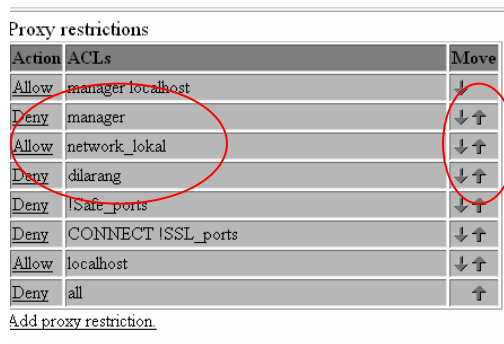 Proxy restrictions
Action ACLs Move
Allow manager localhost
Deny manager
Allow network_lokal
Deny dilarang
Deny !Safe_ports
Deny CONNECT !SSL_ports
Allow localhost
Deny all
Add proxy restriction.